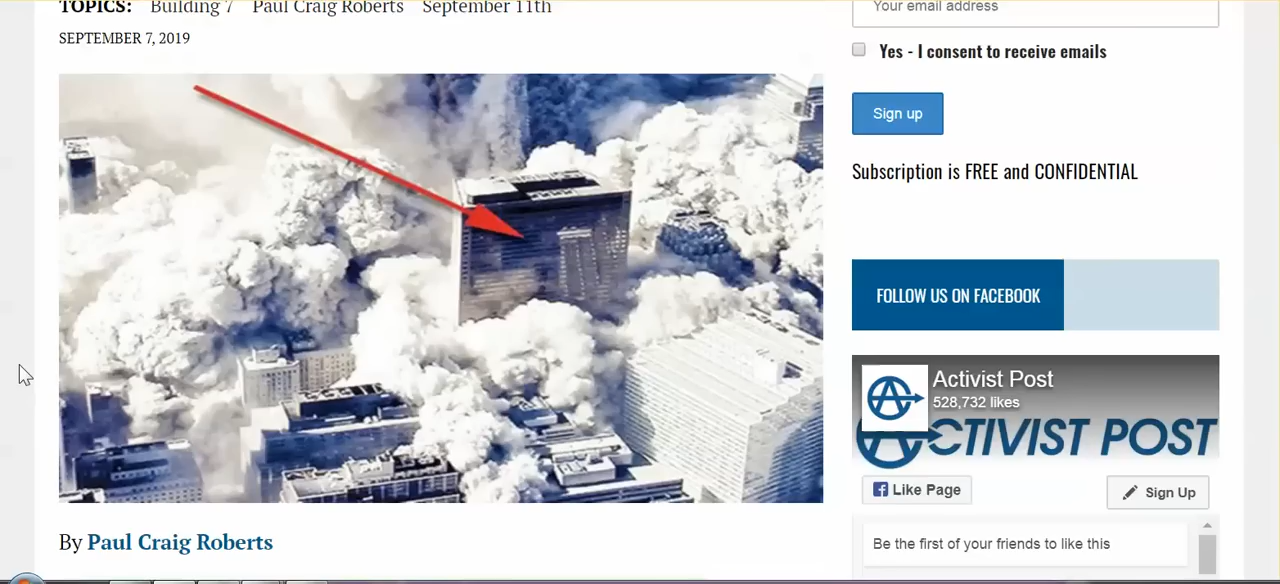 TOPICS: Building 7 Paul Craig Roberts September 11th
SEPTEMBER 7, 2019
By Paul Craig Roberts
Your email address
Yes - I consent to receive emails
Sign up
Subscription is FREE and CONFIDENTIAL
FOLLOW US ON FACEBOOK
Activist Post
528,732 likes
ACTIVIST POST
Like Page
Sign Up
Be the first of your friends to like this